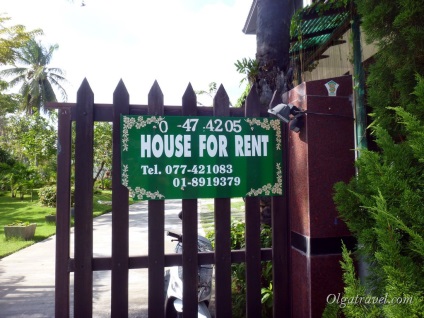 -0 -47 4205
HOUSE FOR RENT
Tel. 077-421083
01-8919379
Olgatravel.com